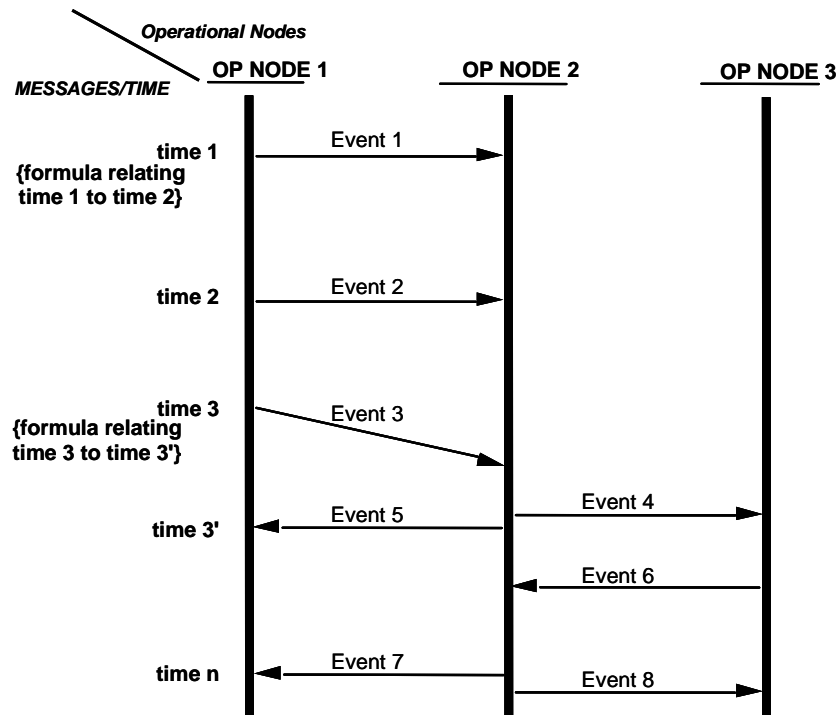 Operational Nodes
OP NODE 1
OP NODE 2
OP NODE 3
MESSAGES/TIME
time 1
Event 1
{formula relating
time 1 to time 2}
time 2
Event 2
time 3
Event 3
{formula relating
time 3 to time 3'}
Event 4
time 3'
Event 5
Event 6
time n
Event 7
Event 8